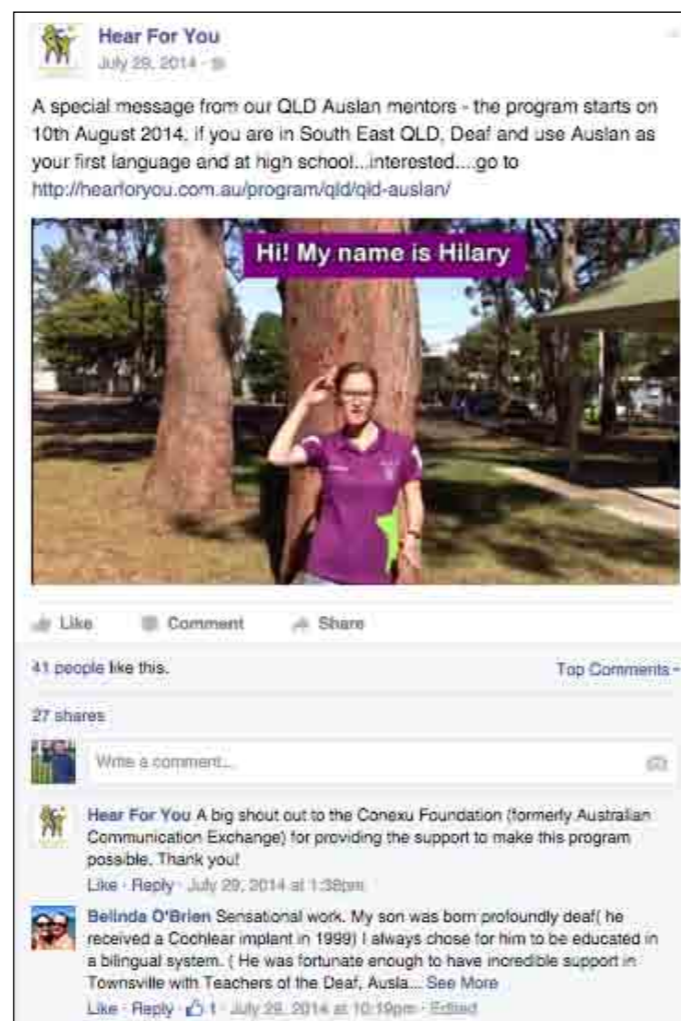 Hear For You
July 29, 2014
A special message from our QLD Auslan mentors - the program starts on
10th August 2014, if you are in South East QLD, Deaf and use Auslan as
your first language and at high school...interested....go to
http://hearforyou.com.au/program/qld/qld-auslan/
Hi! My name is Hilary
Like Comment Share
41 people like this. Top Comments
27 shares
Write a comment...
Hear For You A big shout out to the Conexu Foundation (formerly Australian
Communication Exchange) for providing the support to make this program
possible. Thank you!
Like · Reply · July 29, 2014 at 1:38pm
Belinda O'Brien Sensational work. My son was born profoundly deaf( he
received a Cochlear implant in 1999) I always chose for him to be educated in
a bilingual system. ( He was fortunate enough to have incredible support in
Townsville with Teachers of the Deaf, Ausla... See More
Like · Reply · 1 · July 29, 2014 at 10:19pm · Edited